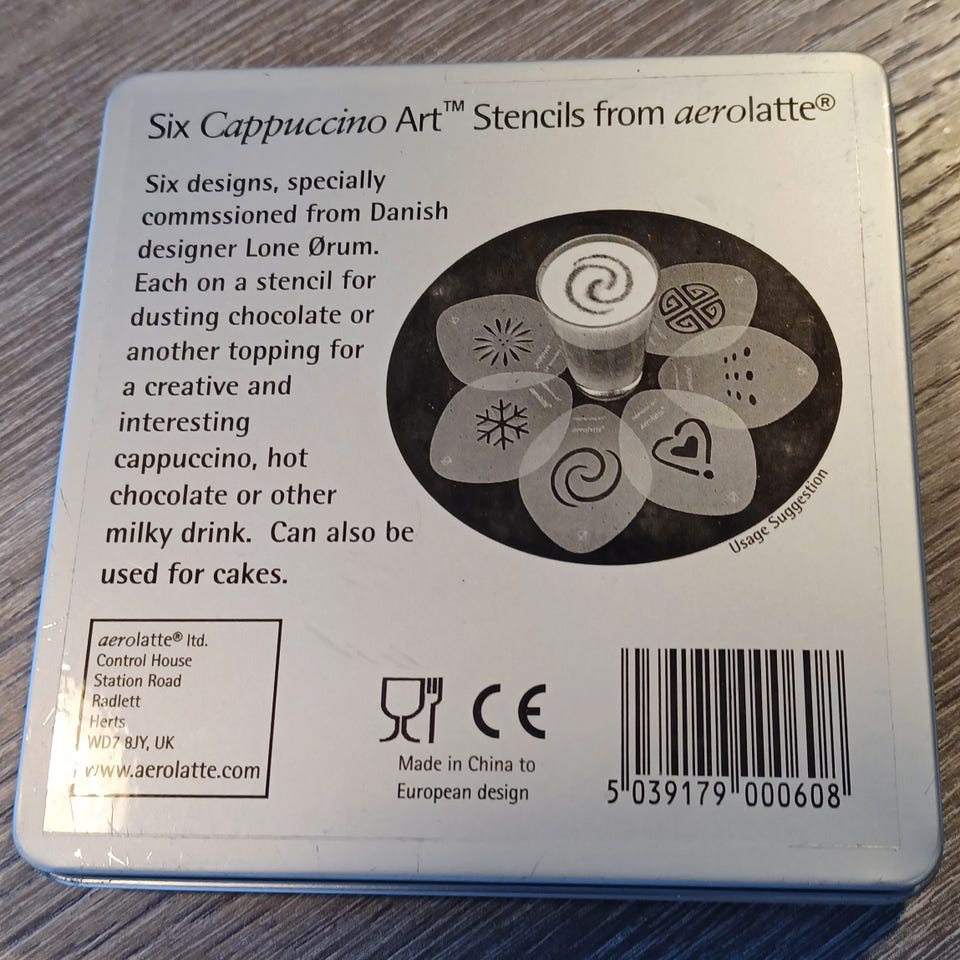 Six Cappuccino Art™ Stencils from aerolatte®
Six designs, specially
commssioned from Danish
designer Lone Ørum.
Each on a stencil for
dusting chocolate or
another topping for
a creative and
interesting
cappuccino, hot
chocolate or other
milky drink. Can also be
used for cakes.
Usage Suggestion
aerolatte® ltd.
Control House
Station Road
Radlett
Herts
WD7 8JY, UK
www.aerolatte.com
CE
Made in China to
European design
5 039179 000608